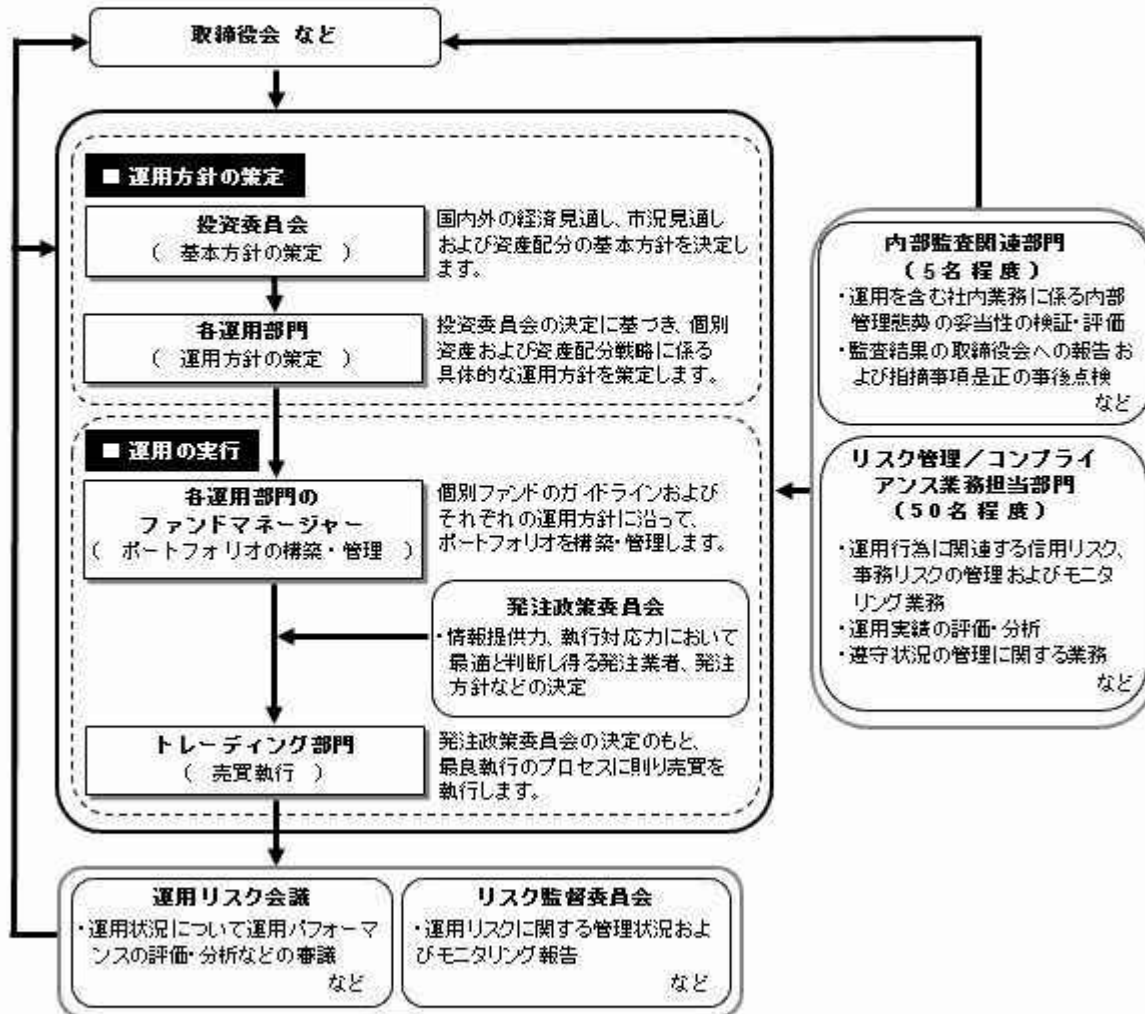 取締役会 など
■ 運用方針の策定
投資委員会
( 基本方針の策定 )
国内外の経済見通し、市況見通し
および資産配分の基本方針を決定し
ます。
各運用部門
( 運用方針の策定 )
投資委員会の決定に基づき、個別
資産および資産配分戦略に係る
具体的な運用方針を策定します。
■ 運用の実行
各運用部門の
ファンドマネージャー
( ポートフォリオの構築・管理 )
個別ファンドのガイドラインおよび
それぞれの運用方針に沿って、
ポートフォリオを構築・管理します。
発注政策委員会
・情報提供力、執行対応力において
最適と判断し得る発注業者、発注
方針などの決定
トレーディング部門
( 売買執行 )
発注政策委員会の決定のもと、
最良執行のプロセスに則り売買を
執行します。
内部監査関連部門
(5名程度)
・運用を含む社内業務に係る内部
管理態勢の妥当性の検証・評価
・監査結果の取締役会への報告お
よび指摘事項是正の事後点検
など
リスク管理/コンプライ
アンス業務担当部門
(50名程度)
・運用行為に関連する信用リスク、
事務リスクの管理およびモニタ
リング業務
・運用実績の評価・分析
・遵守状況の管理に関する業務
など
運用リスク会議
・運用状況について運用パフォーマ
ンスの評価・分析などの審議
など
リスク監督委員会
・運用リスクに関する管理状況およ
びモニタリング報告
など